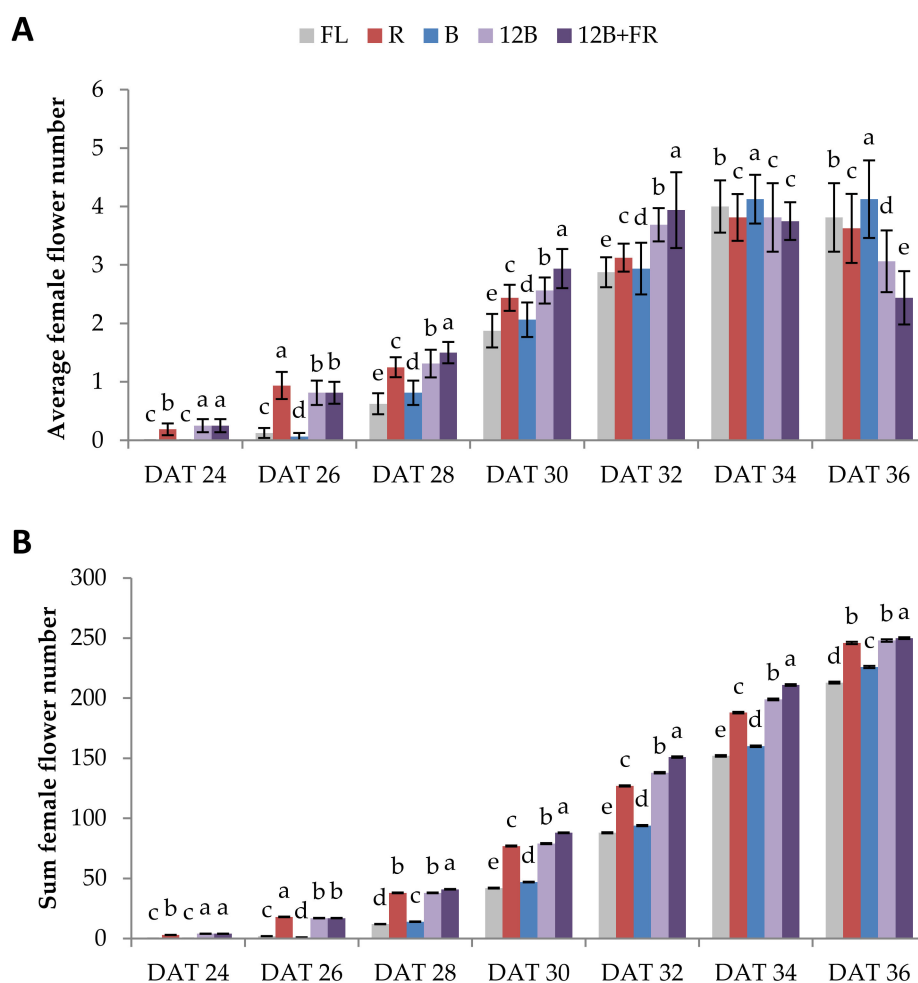 A
FL R B 12B 12B+FR
Average female flower number
6
5
4
3
2
1
0
c b c a a
c a d b b
e c d b a
e c d b a
e c d b a
b c a c c
b c a d e
DAT 24 DAT 26 DAT 28 DAT 30 DAT 32 DAT 34 DAT 36
B
Sum female flower number
300
250
200
150
100
50
0
c b c a a
c a d b b
d b c b a
e c d b a
e c d b a
e c d b a
d b c b a
DAT 24 DAT 26 DAT 28 DAT 30 DAT 32 DAT 34 DAT 36